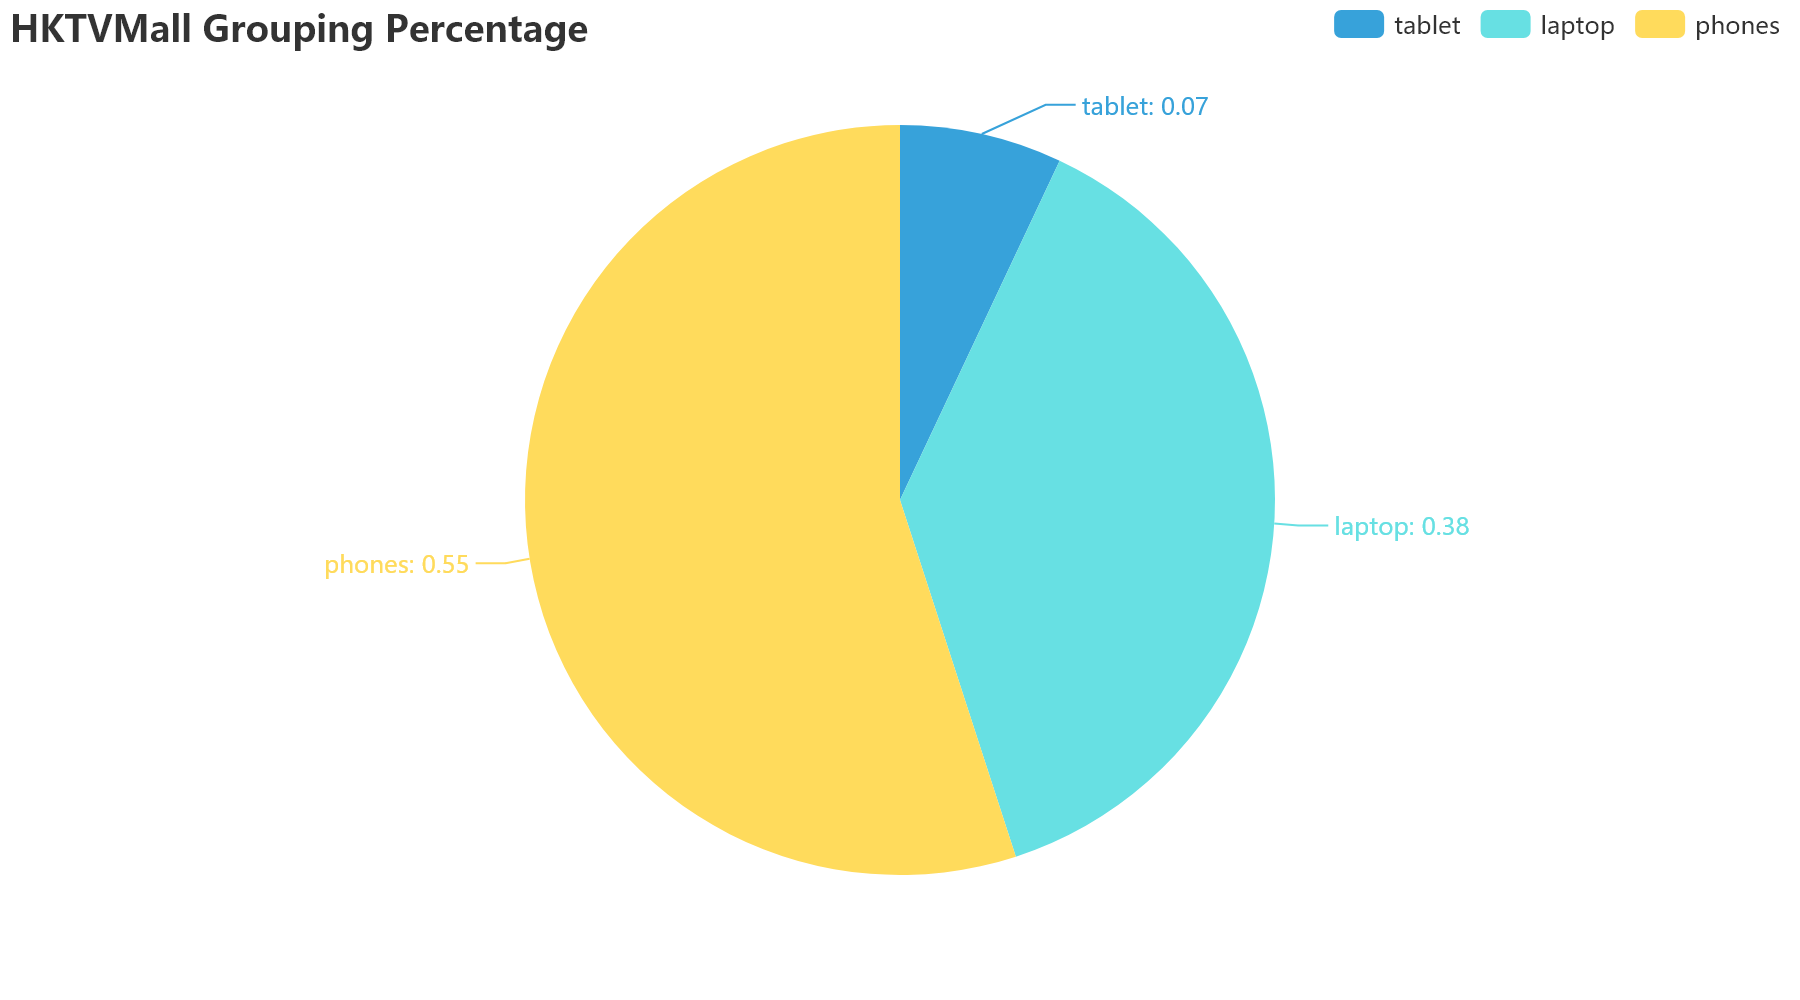 HKTVMall Grouping Percentage
tablet
laptop
phones
tablet: 0.07
laptop: 0.38
phones: 0.55